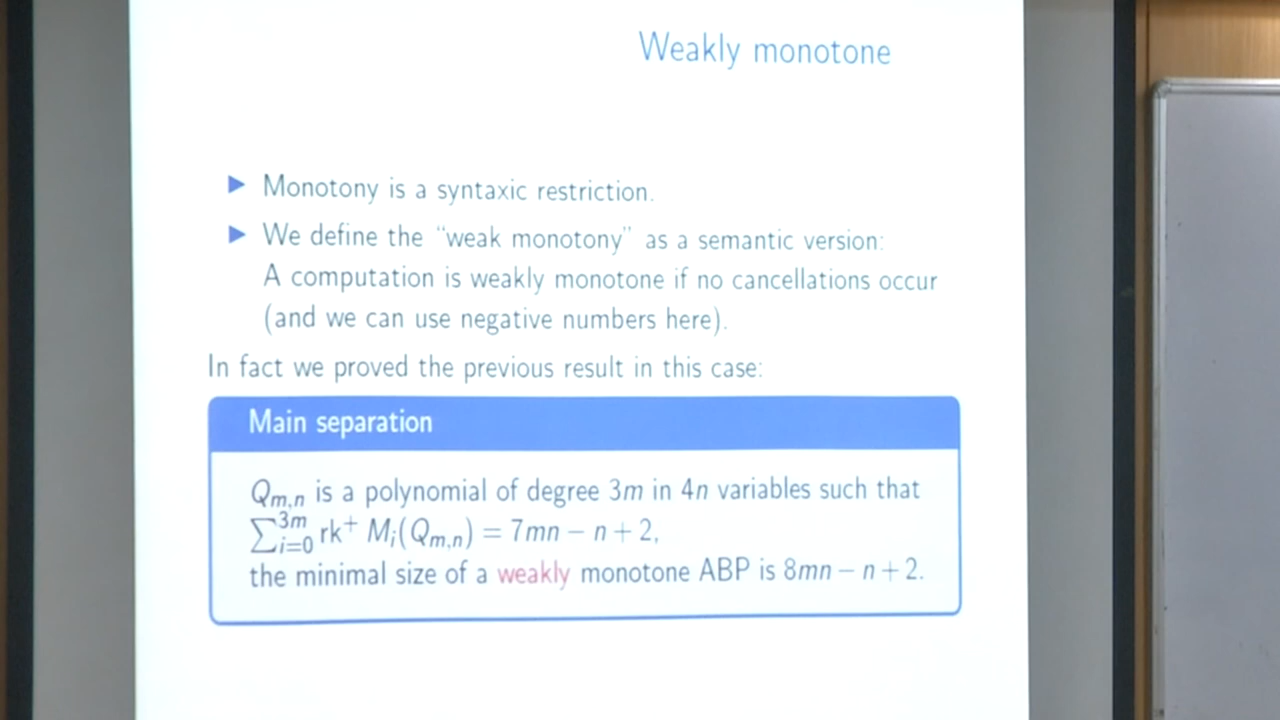 Weakly monotone
▶ Monotony is a syntaxic restriction.
▶ We define the “weak monotony” as a semantic version:
A computation is weakly monotone if no cancellations occur
(and we can use negative numbers here).
In fact we proved the previous result in this case:
Main separation
Q_{m,n} is a polynomial of degree 3m in 4n variables such that
∑_{i=0}^{3m} rk⁺ M_i(Q_{m,n}) = 7mn − n + 2,
the minimal size of a weakly monotone ABP is 8mn − n + 2.